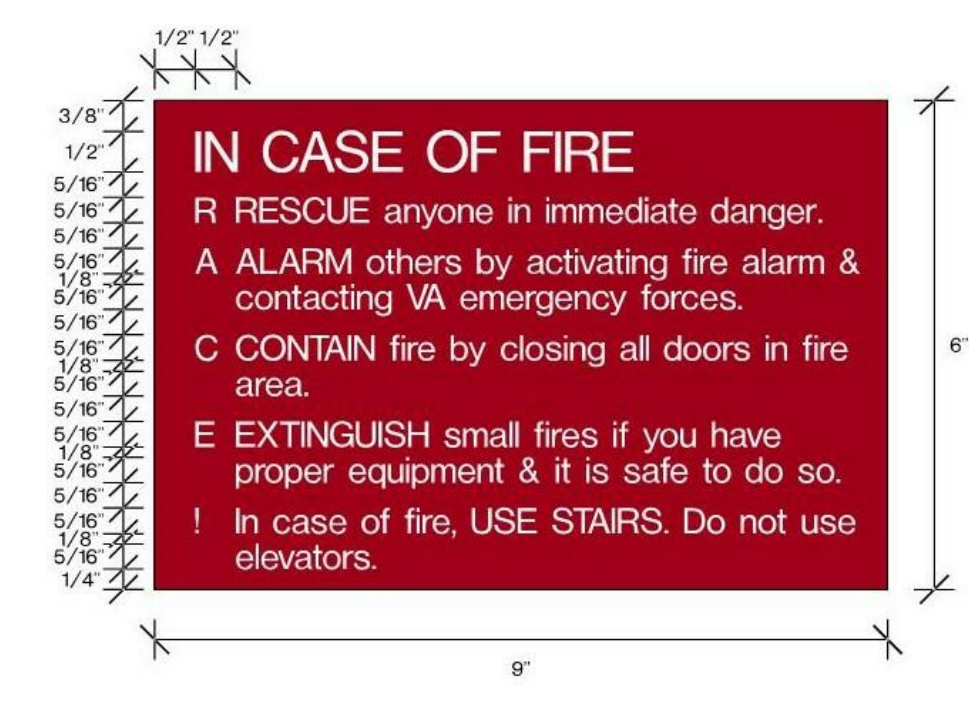 1/2" 1/2"
3/8"
1/2"
5/16"
5/16"
5/16"
5/16"
1/8"
5/16"
5/16"
5/16"
1/8"
5/16"
5/16"
5/16"
1/8"
5/16"
5/16"
5/16"
1/8"
5/16"
1/4"
IN CASE OF FIRE
R RESCUE anyone in immediate danger.
A ALARM others by activating fire alarm &
contacting VA emergency forces.
C CONTAIN fire by closing all doors in fire
area.
E EXTINGUISH small fires if you have
proper equipment & it is safe to do so.
! In case of fire, USE STAIRS. Do not use
elevators.
6"
9"